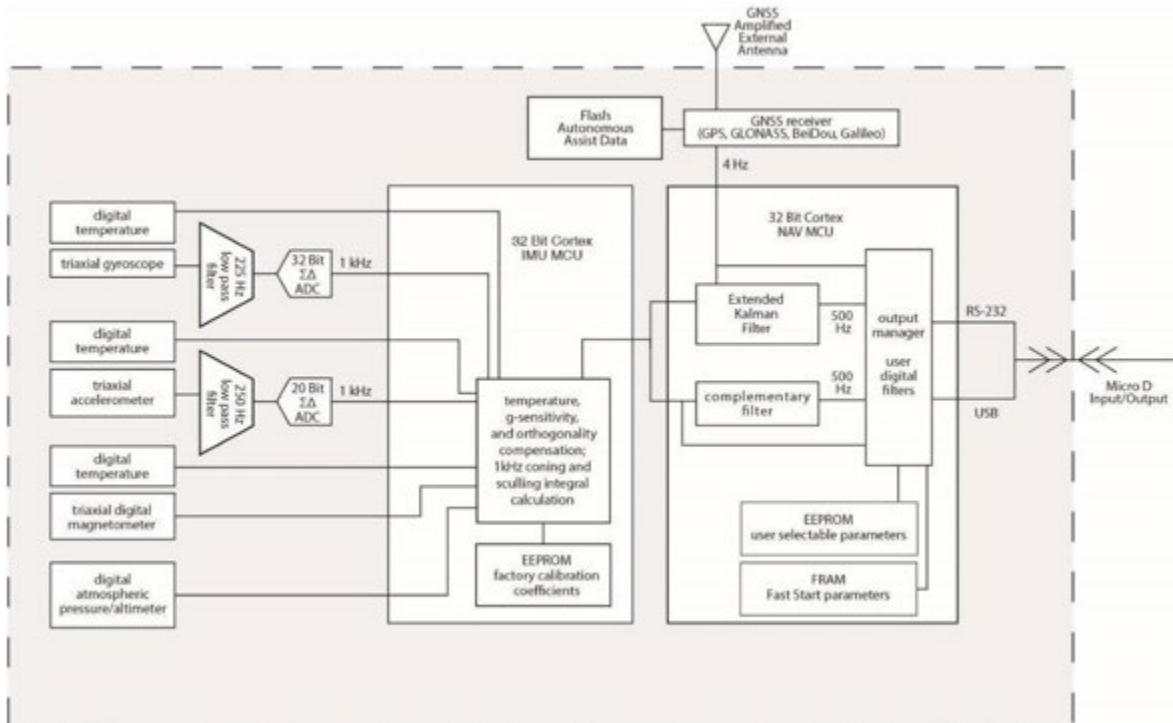 GNSS
Amplified
External
Antenna
Flash
Autonomous
Assist Data
GNSS receiver
(GPS, GLONASS, BeiDou, Galileo)
4 Hz
32 Bit Cortex
IMU MCU
32 Bit Cortex
NAV MCU
digital
temperature
triaxial gyroscope
225 Hz
low pass
filter
32 Bit
ΣΔ
ADC
1 kHz
digital
temperature
triaxial
accelerometer
250 Hz
low pass
filter
20 Bit
ΣΔ
ADC
1 kHz
digital
temperature
triaxial digital
magnetometer
digital
atmospheric
pressure/altimeter
temperature,
g-sensitivity,
and orthogonality
compensation;
1kHz coning and
sculling integral
calculation
EEPROM
factory calibration
coefficients
Extended
Kalman
Filter
500
Hz
complementary
filter
500
Hz
output
manager
user
digital
filters
RS-232
USB
Micro D
Input/Output
EEPROM
user selectable parameters
FRAM
Fast Start parameters